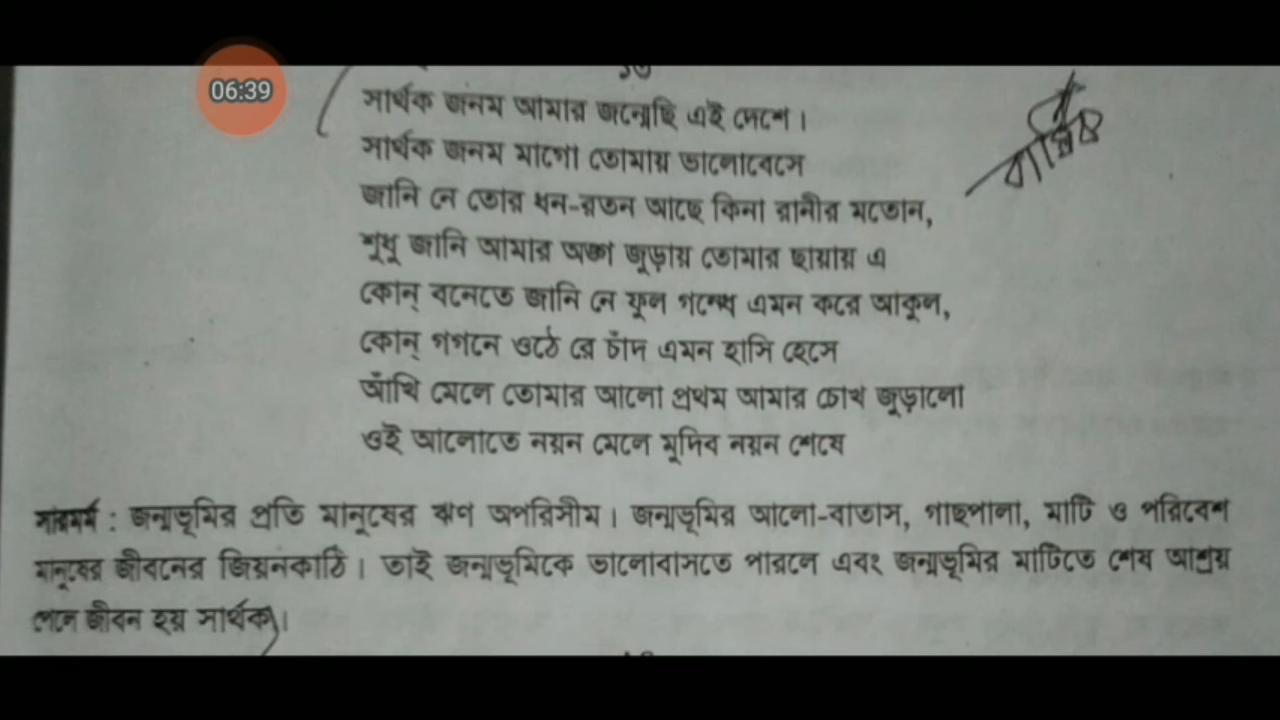 06:39
সার্থক জনম আমার জন্মেছি এই দেশে।
সার্থক জনম মাগো তোমায় ভালোবেসে
জানি নে তোর ধন-রতন আছে কিনা রানীর মতোন,
শুধু জানি আমার অঙ্গ জুড়ায় তোমার ছায়ায় এ
কোন্ বনেতে জানি নে ফুল গন্ধে এমন করে আকুল,
কোন্ গগনে ওঠে রে চাঁদ এমন হাসি হেসে
আঁখি মেলে তোমার আলো প্রথম আমার চোখ জুড়ালো
ওই আলোতে নয়ন মেলে মুদিব নয়ন শেষে
সারমর্ম : জন্মভূমির প্রতি মানুষের ঋণ অপরিসীম। জন্মভূমির আলো-বাতাস, গাছপালা, মাটি ও পরিবেশ
মানুষের জীবনের জিয়নকাঠি। তাই জন্মভূমিকে ভালোবাসতে পারলে এবং জন্মভূমির মাটিতে শেষ আশ্রয়
পেলে জীবন হয় সার্থক।